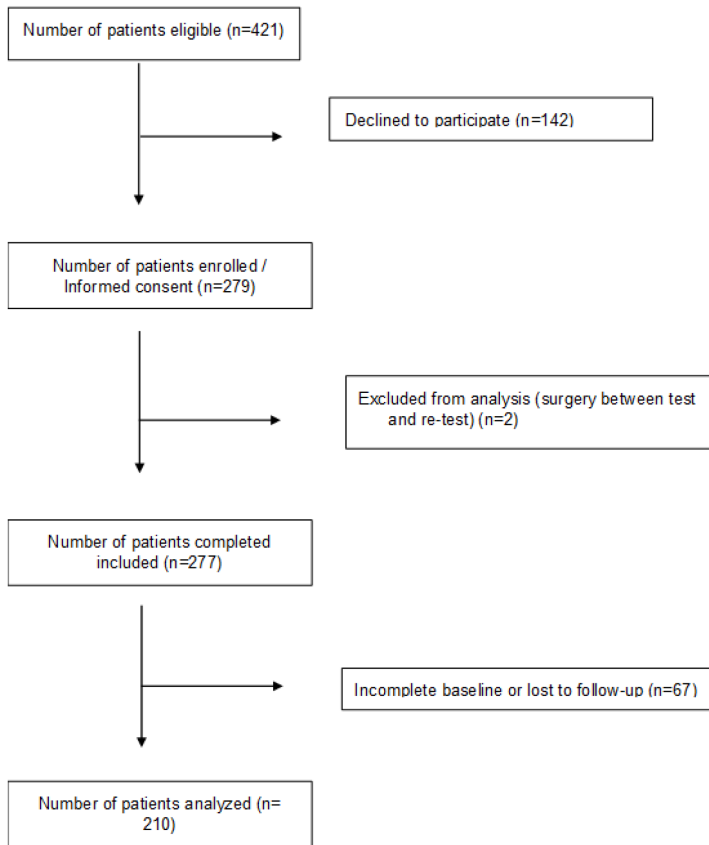 Number of patients eligible (n=421)
Declined to participate (n=142)
Number of patients enrolled /
Informed consent (n=279)
Excluded from analysis (surgery between test
and re-test) (n=2)
Number of patients completed
included (n=277)
Incomplete baseline or lost to follow-up (n=67)
Number of patients analyzed (n=
210)